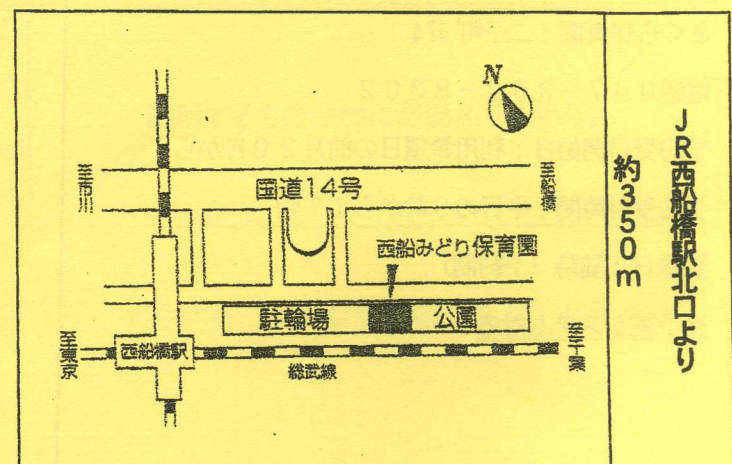 N
至市川
国道14号
至船橋
西船みどり保育園
駐輪場
公園
至東京
西船橋駅
至千葉
総武線
JR西船橋駅北口より
約350m